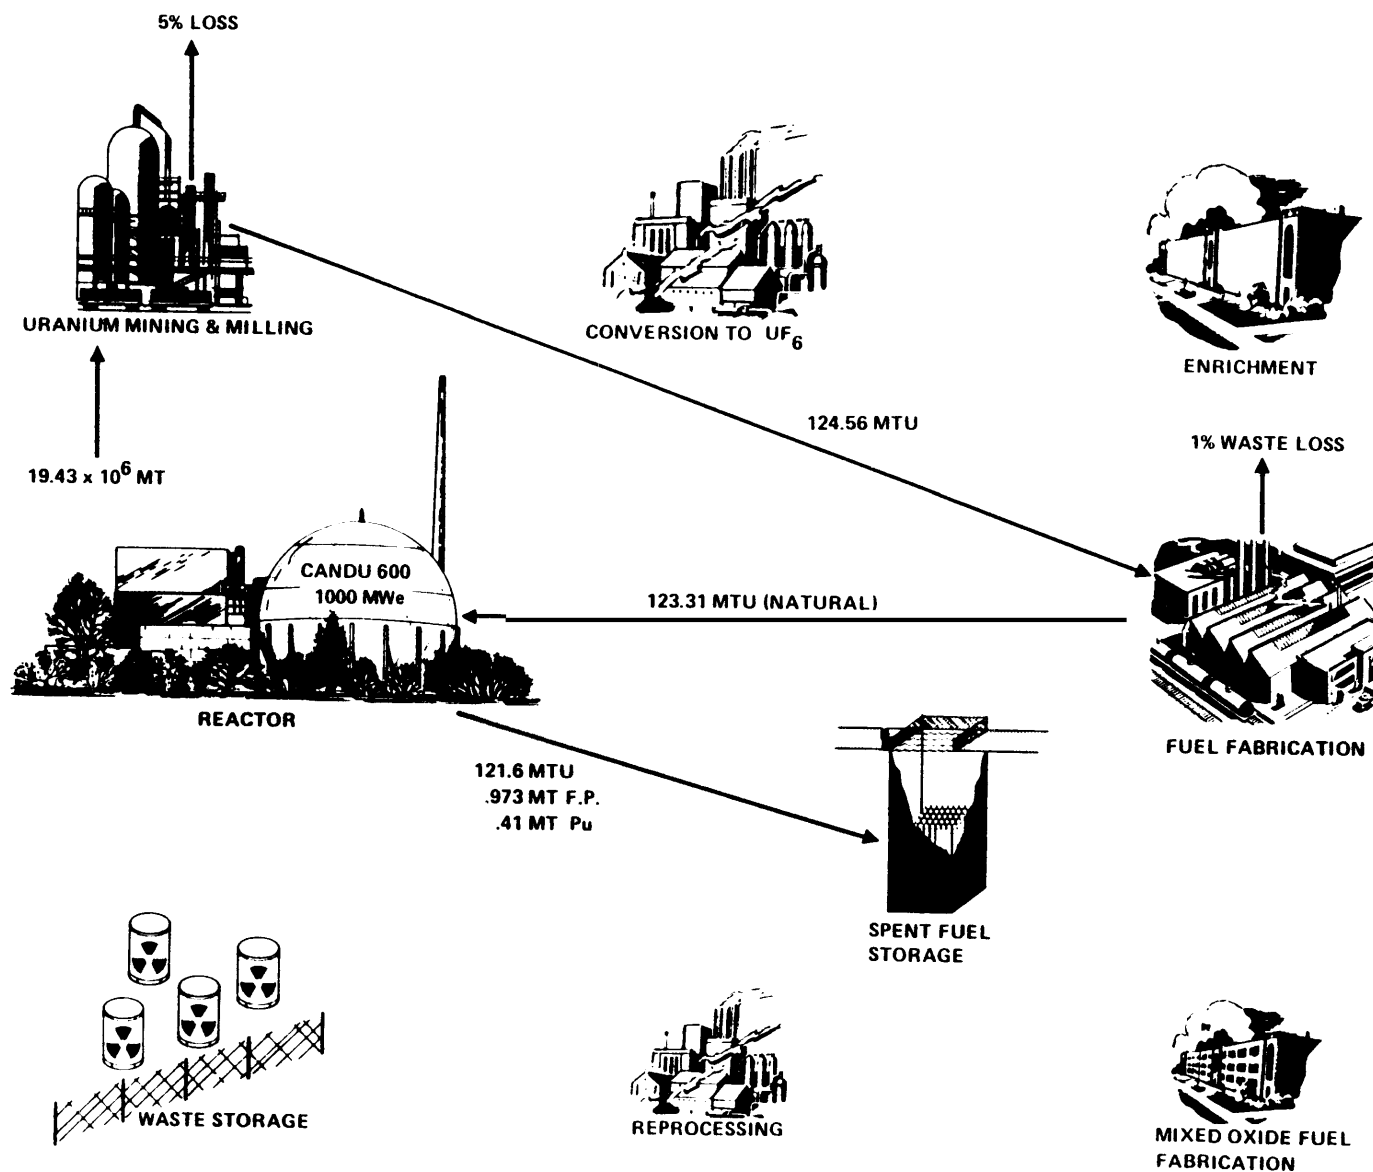 5% LOSS
URANIUM MINING & MILLING
CONVERSION TO UF6
ENRICHMENT
124.56 MTU
1% WASTE LOSS
19.43 x 10^6 MT
CANDU 600
1000 MWe
123.31 MTU (NATURAL)
REACTOR
FUEL FABRICATION
121.6 MTU
.973 MT F.P.
.41 MT Pu
SPENT FUEL
STORAGE
WASTE STORAGE
REPROCESSING
MIXED OXIDE FUEL
FABRICATION